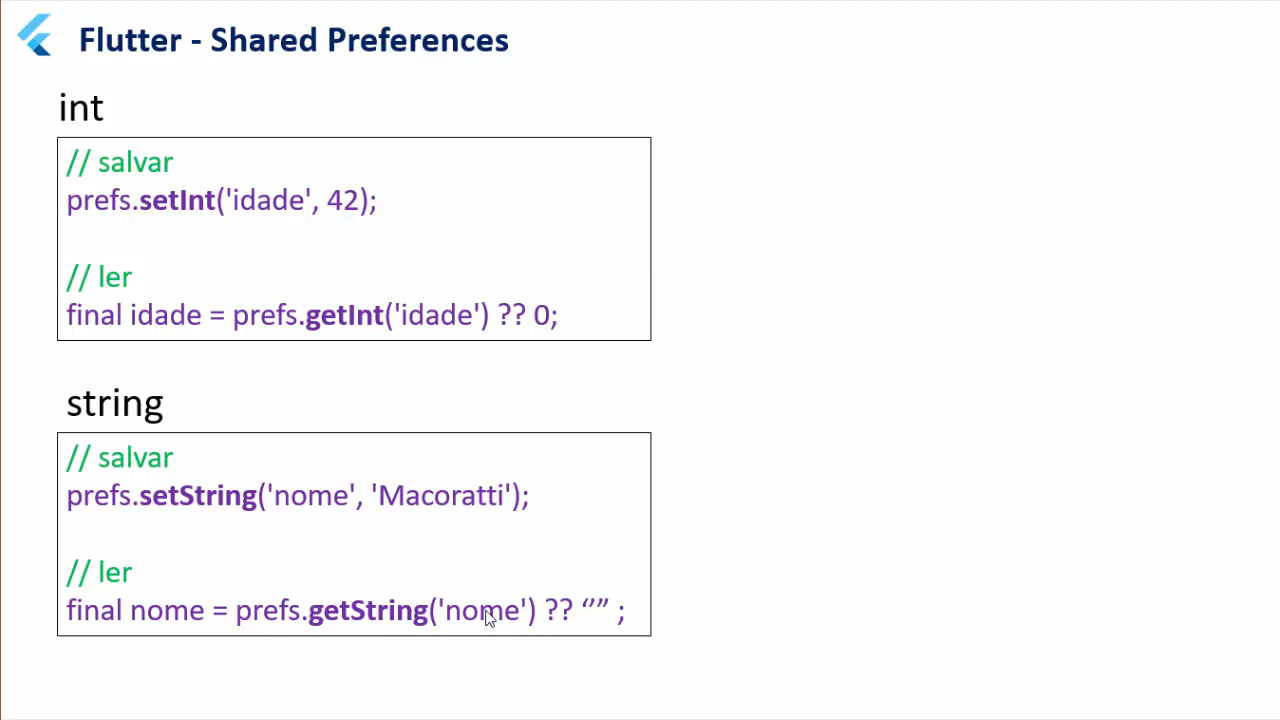 Flutter - Shared Preferences
int
// salvar
prefs.setInt('idade', 42);
// ler
final idade = prefs.getInt('idade') ?? 0;
string
// salvar
prefs.setString('nome', 'Macoratti');
// ler
final nome = prefs.getString('nome') ?? ‘’” ;